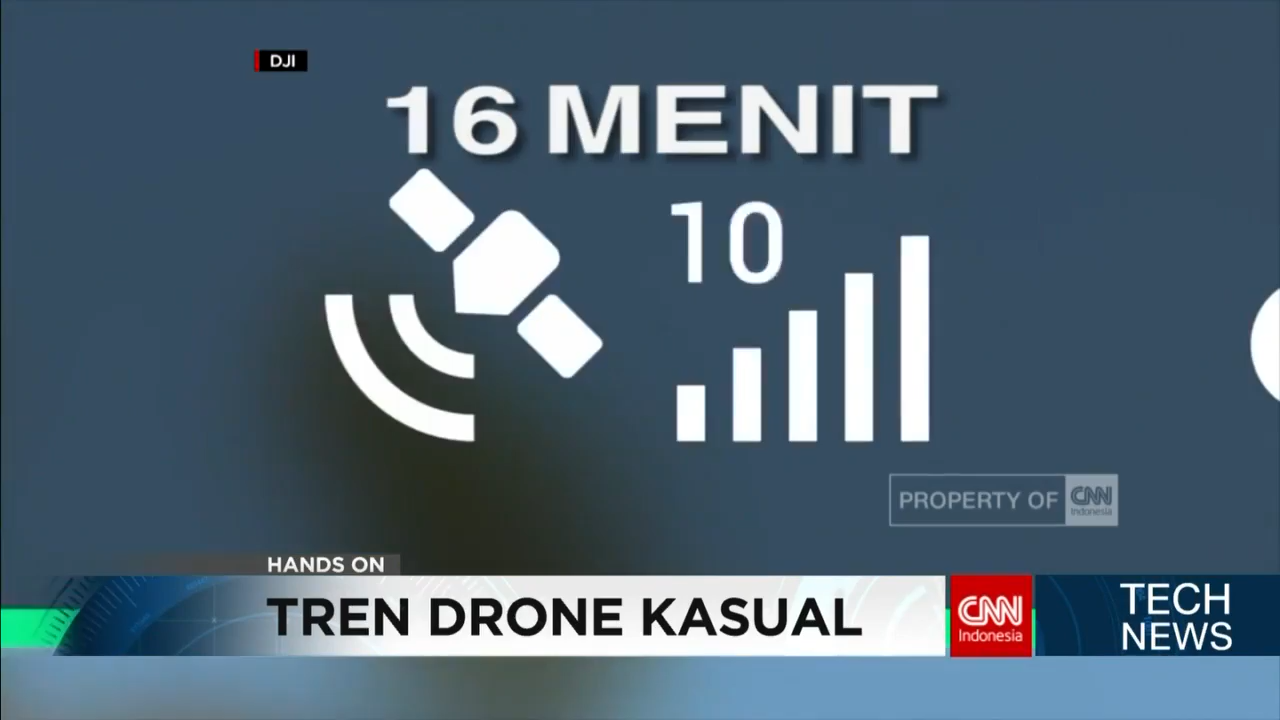 DJI
16 MENIT
10
PROPERTY OF CNN Indonesia
HANDS ON
TREN DRONE KASUAL
CNN Indonesia
TECH NEWS